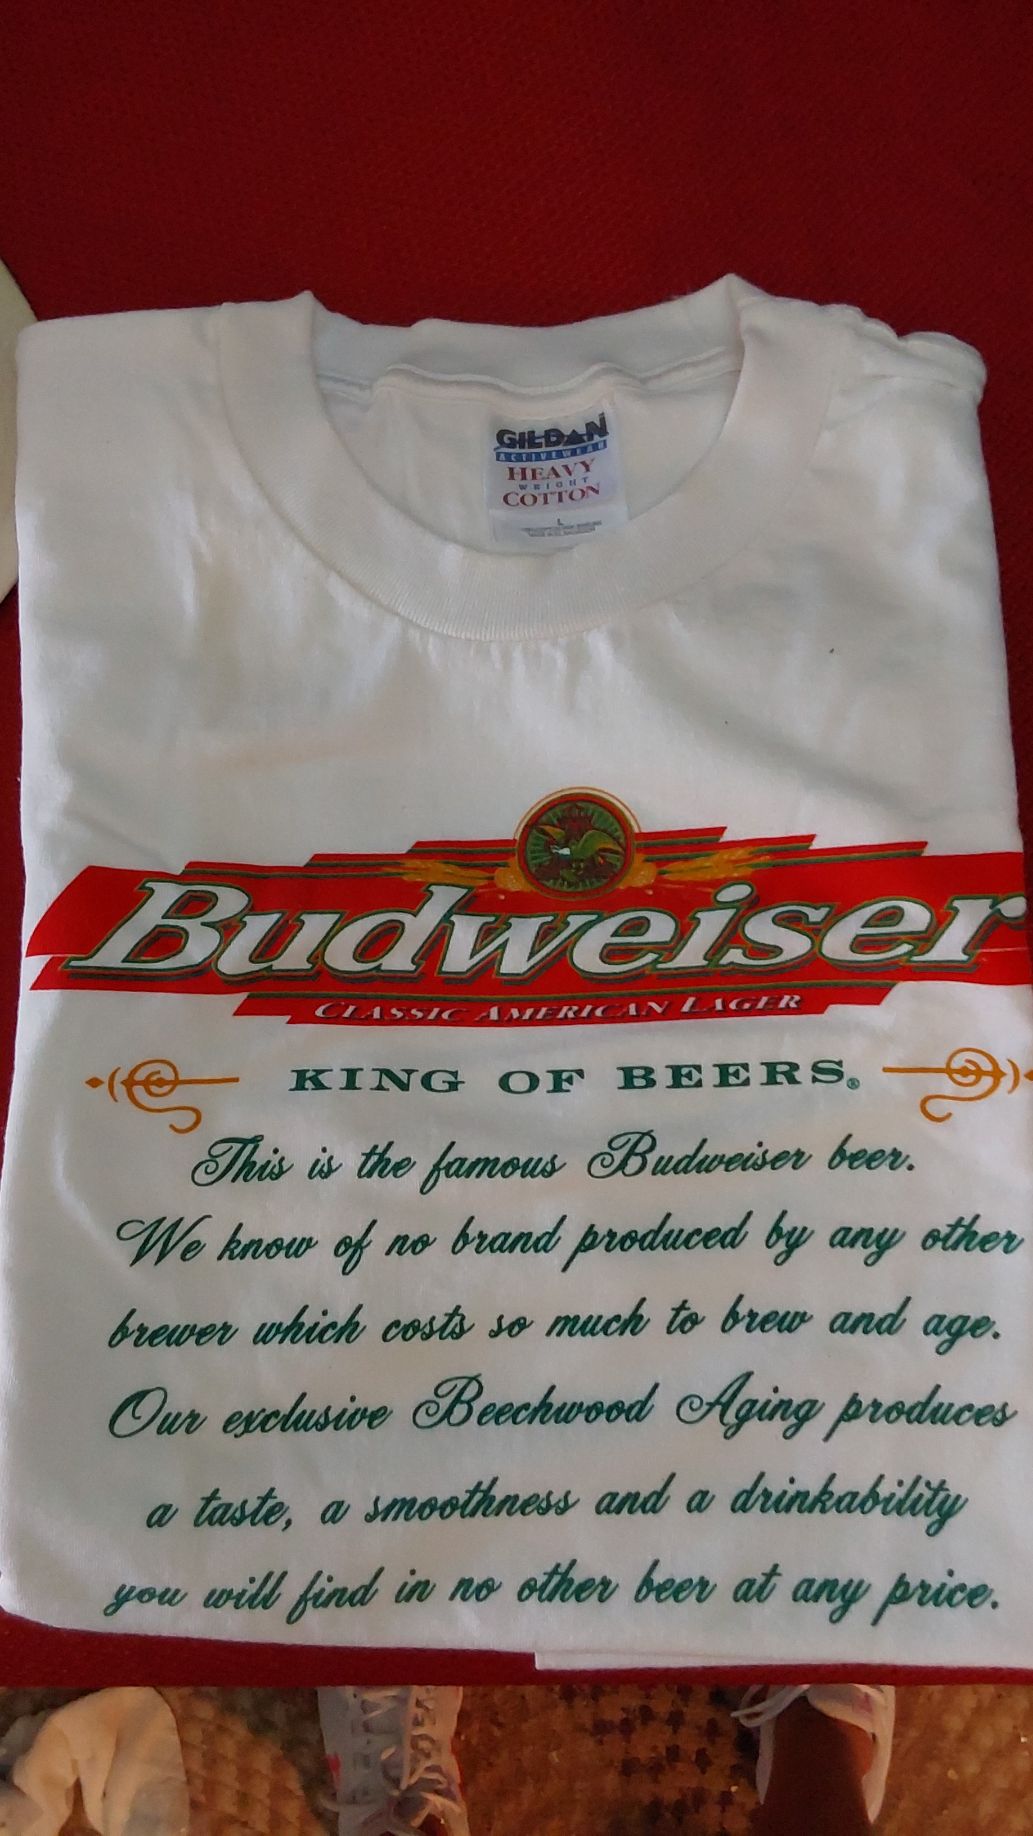 GILDAN
ACTIVEWEAR
HEAVY
WEIGHT
COTTON
L
Budweiser
CLASSIC AMERICAN LAGER
KING OF BEERS®
This is the famous Budweiser beer.
We know of no brand produced by any other
brewer which costs so much to brew and age.
Our exclusive Beechwood Aging produces
a taste, a smoothness and a drinkability
you will find in no other beer at any price.